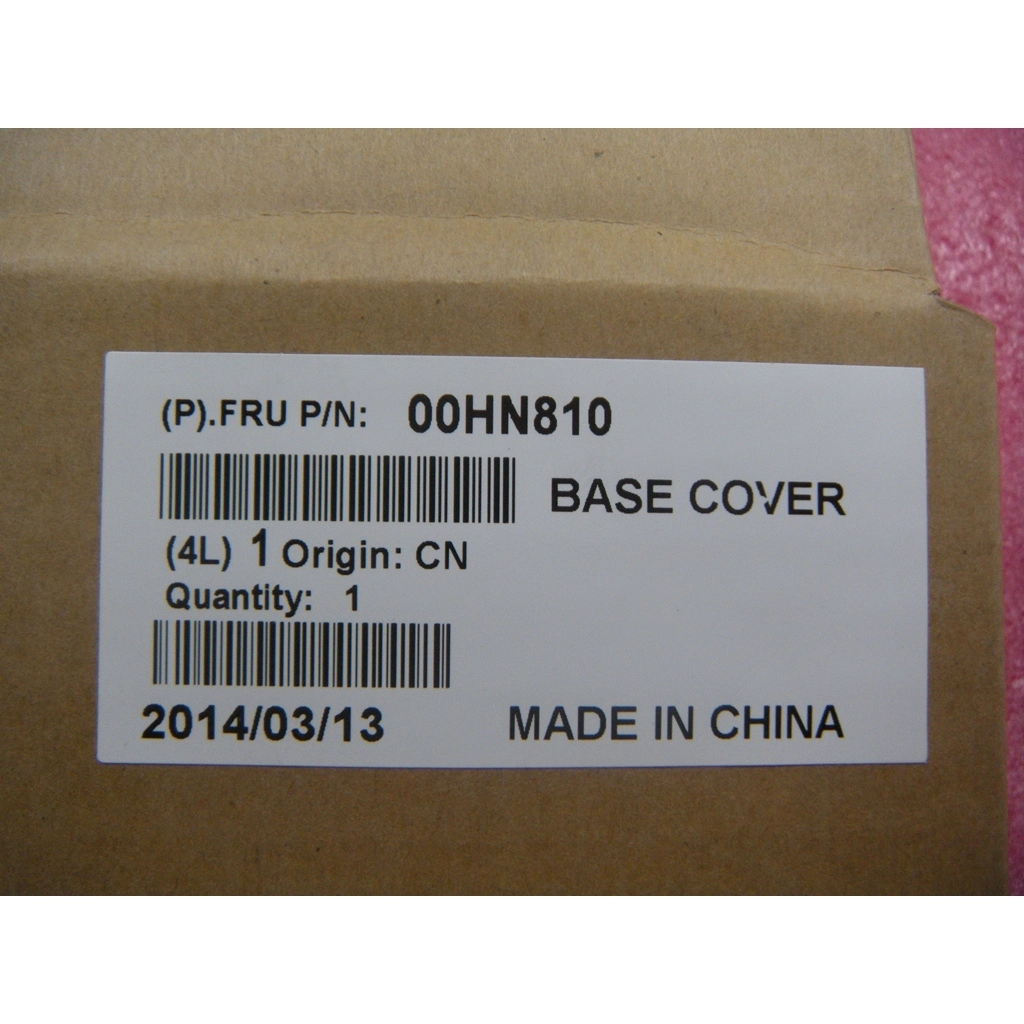 (P).FRU P/N: 00HN810
BASE COVER
(4L) 1 Origin: CN
Quantity: 1
2014/03/13 MADE IN CHINA